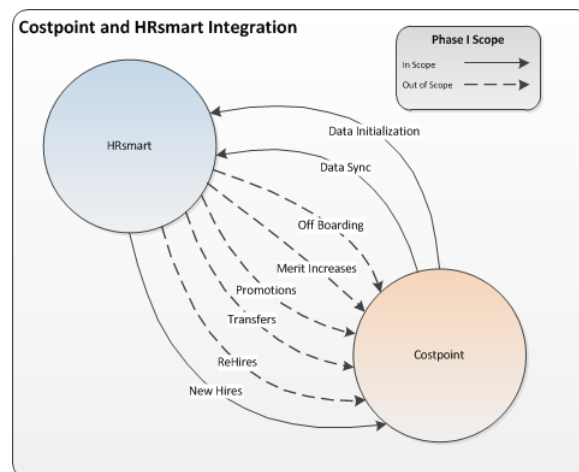 Costpoint and HRsmart Integration
Phase I Scope
In Scope
Out of Scope
HRsmart
Data Initialization
Data Sync
Off Boarding
Merit Increases
Promotions
Transfers
ReHires
New Hires
Costpoint